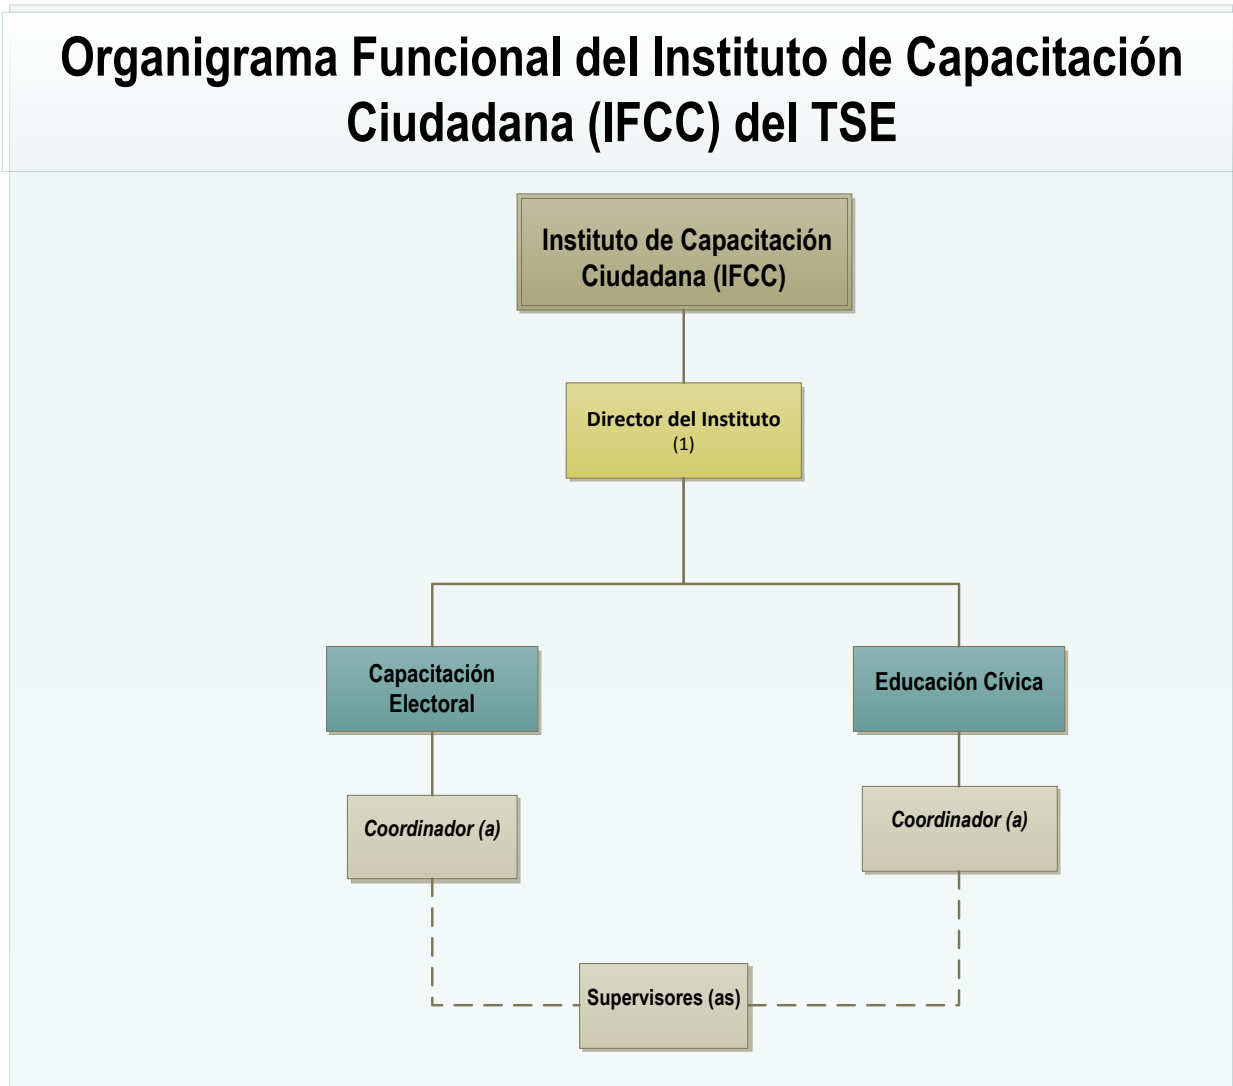 Organigrama Funcional del Instituto de Capacitación
Ciudadana (IFCC) del TSE
Instituto de Capacitación
Ciudadana (IFCC)
Director del Instituto
(1)
Capacitación
Electoral
Educación Cívica
Coordinador (a)
Coordinador (a)
Supervisores (as)